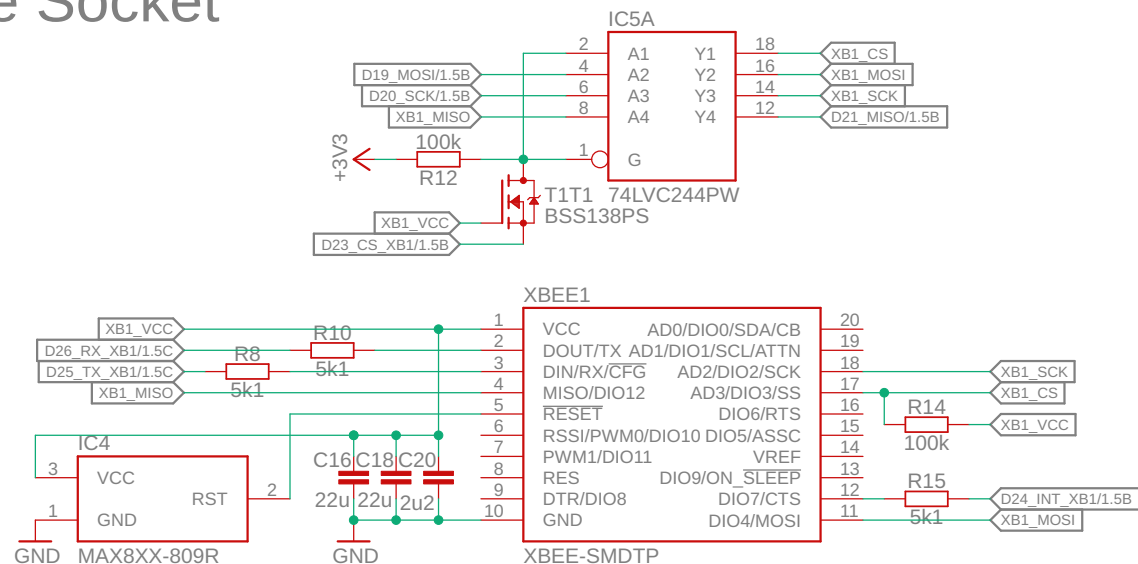 e Socket
IC5A
2 A1 Y1 18 XB1_CS
D19_MOSI/1.5B 4 A2 Y2 16 XB1_MOSI
D20_SCK/1.5B 6 A3 Y3 14 XB1_SCK
XB1_MISO 8 A4 Y4 12 D21_MISO/1.5B
+3V3 100k 1 G
R12
T1T1 74LVC244PW
XB1_VCC BSS138PS
D23_CS_XB1/1.5B
XBEE1
XB1_VCC 1 VCC AD0/DIO0/SDA/CB 20
R10
D26_RX_XB1/1.5C 2 DOUT/TX AD1/DIO1/SCL/ATTN 19
R8 5k1
D25_TX_XB1/1.5C 3 DIN/RX/CFG AD2/DIO2/SCK 18 XB1_SCK
5k1
XB1_MISO 4 MISO/DIO12 AD3/DIO3/SS 17 XB1_CS
5 RESET DIO6/RTS 16 R14 XB1_VCC
6 RSSI/PWM0/DIO10 DIO5/ASSC 15 100k
IC4
7 PWM1/DIO11 VREF 14
C16 C18 C20
3 VCC 8 RES DIO9/ON_SLEEP 13
R15
RST 2 22u 22u 2u2 9 DTR/DIO8 DIO7/CTS 12 D24_INT_XB1/1.5B
5k1
1 GND 10 GND DIO4/MOSI 11 XB1_MOSI
GND MAX8XX-809R GND XBEE-SMDTP